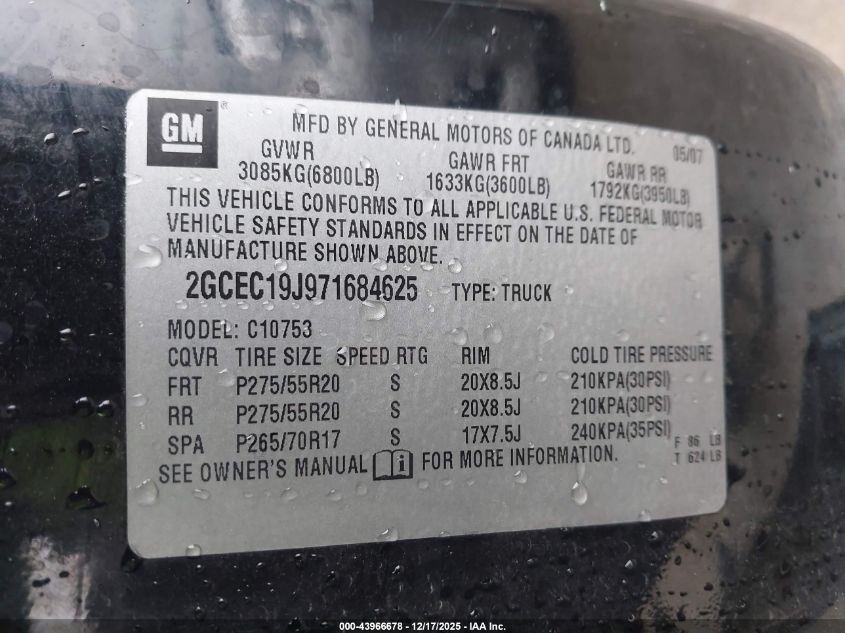 GM ®
MFD BY GENERAL MOTORS OF CANADA LTD. 05/07
GVWR GAWR FRT GAWR RR
3085KG(6800LB) 1633KG(3600LB) 1792KG(3950LB)
THIS VEHICLE CONFORMS TO ALL APPLICABLE U.S. FEDERAL MOTOR
VEHICLE SAFETY STANDARDS IN EFFECT ON THE DATE OF
MANUFACTURE SHOWN ABOVE.
2GCEC19J971684625 TYPE: TRUCK
MODEL: C10753
CQVR TIRE SIZE SPEED RTG RIM COLD TIRE PRESSURE
FRT P275/55R20 S 20X8.5J 210KPA(30PSI)
RR P275/55R20 S 20X8.5J 210KPA(30PSI)
SPA P265/70R17 S 17X7.5J 240KPA(35PSI)
F 86 LB
T 624 LB
SEE OWNER'S MANUAL i FOR MORE INFORMATION.
000-43966678 - 12/17/2025 - IAA Inc.